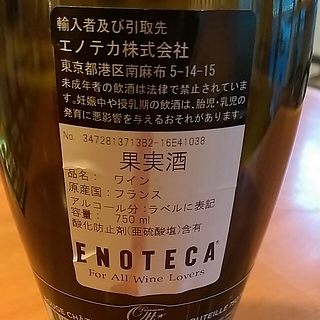 輸入者及び引取先
エノテカ株式会社
東京都港区南麻布 5-14-15
未成年者の飲酒は法律で禁止されていま
す。妊娠中や授乳期の飲酒は、胎児・乳児の
発育に悪影響を与えるおそれがあります。
No. 3472813713B2-16E41038
果実酒
品名: ワイン
原産国: フランス
アルコール分: ラベルに表記
容量: 750 ml
酸化防止剤(亜硫酸塩)含有
ENOTECA
For All Wine Lovers